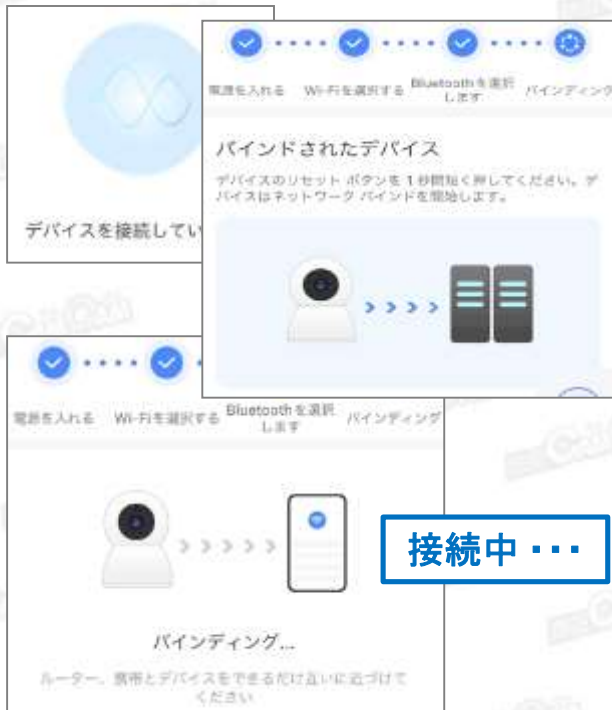 デバイスを接続してい
電源を入れる Wi-Fiを選択する Bluetoothを選択
します バインディング
バインドされたデバイス
デバイスのリセット ボタンを1秒間短く押してください。デ
バイスはネットワーク バインドを開始します。
電源を入れる Wi-Fiを選択する Bluetoothを選択
します バインディング
接続中・・・
バインディング...
ルーター、携帯とデバイスをできるだけ互いに近づけて
ください